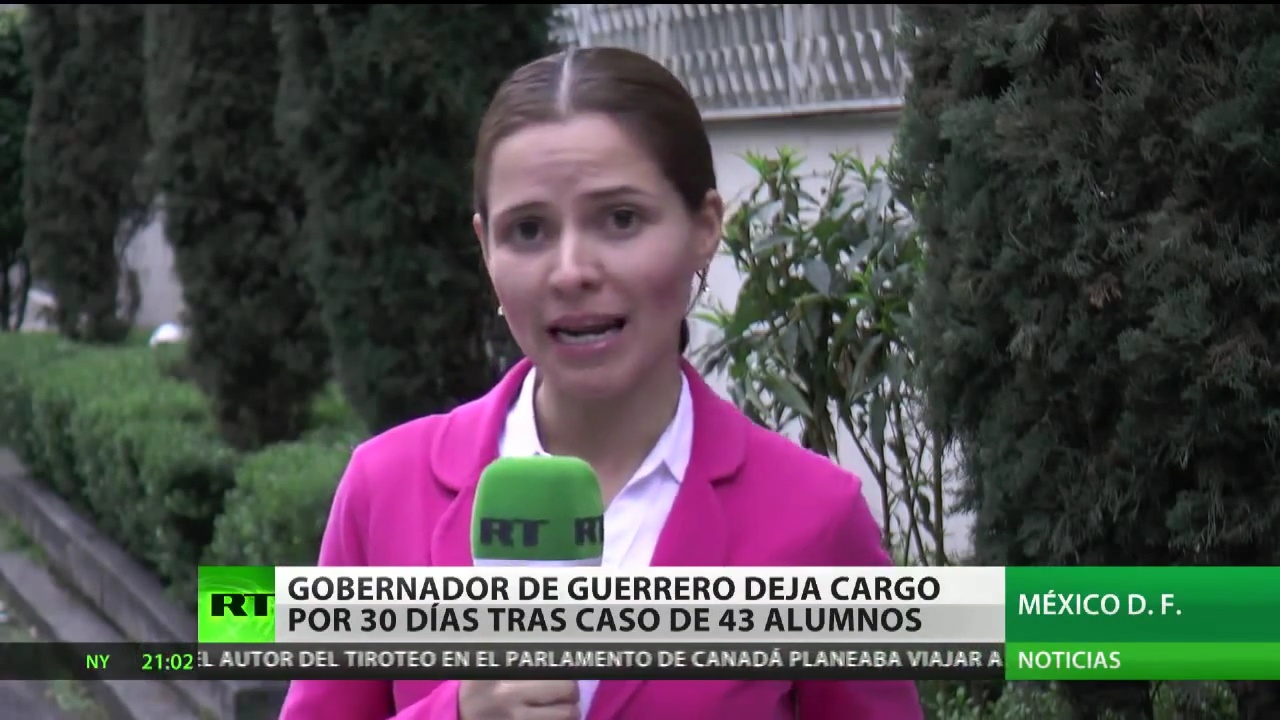 RT R
RT
GOBERNADOR DE GUERRERO DEJA CARGO
POR 30 DÍAS TRAS CASO DE 43 ALUMNOS
MÉXICO D. F.
NY 21:02 EL AUTOR DEL TIROTEO EN EL PARLAMENTO DE CANADÁ PLANEABA VIAJAR A
NOTICIAS